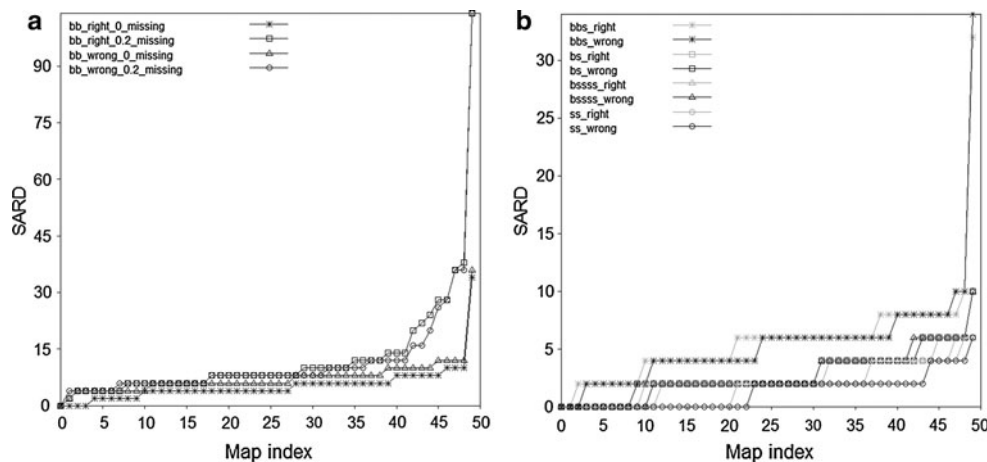 a
bb_right_0_missing
bb_right_0.2_missing
bb_wrong_0_missing
bb_wrong_0.2_missing
90
75
60
45
30
15
0
SARD
0 5 10 15 20 25 30 35 40 45 50
Map index
b
bbs_right
bbs_wrong
bs_right
bs_wrong
bssss_right
bssss_wrong
ss_right
ss_wrong
30
25
20
15
10
5
0
SARD
0 5 10 15 20 25 30 35 40 45 50
Map index